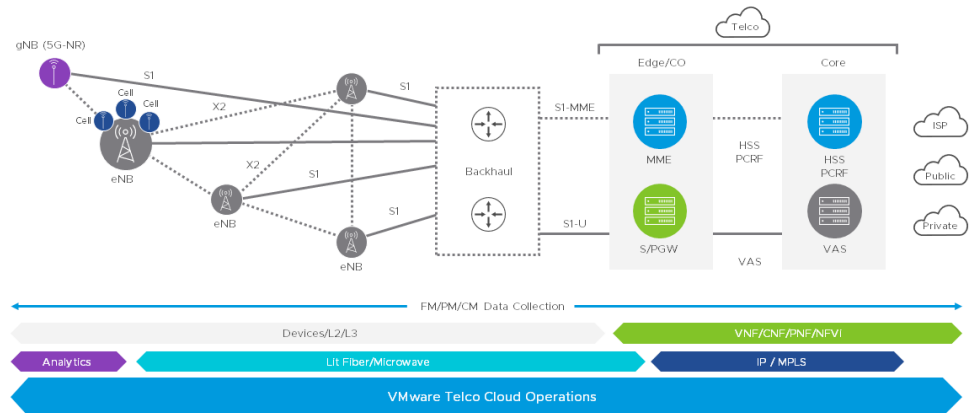 Telco
gNB (5G-NR)
S1
Edge/CO
Core
Cell
Cell
Cell
X2
S1
S1-MME
ISP
eNB
MME
HSS
PCRF
HSS
PCRF
X2
S1
Backhaul
Public
eNB
S1
S1-U
Private
S/PGW
VAS
VAS
eNB
FM/PM/CM Data Collection
Devices/L2/L3
VNF/CNF/PNF/NFVi
Analytics
Lit Fiber/Microwave
IP / MPLS
VMware Telco Cloud Operations